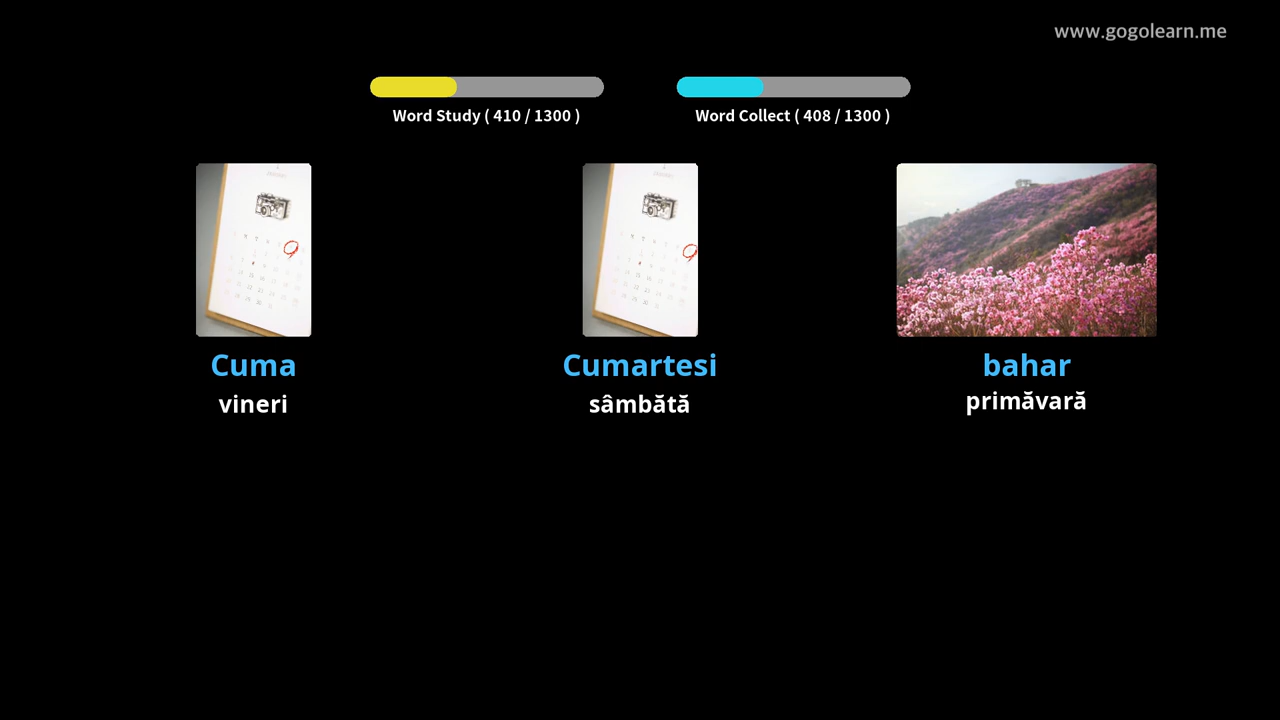 www.gogolearn.me
Word Study ( 410 / 1300 )
Word Collect ( 408 / 1300 )
Cuma
vineri
Cumartesi
sâmbătă
bahar
primăvară